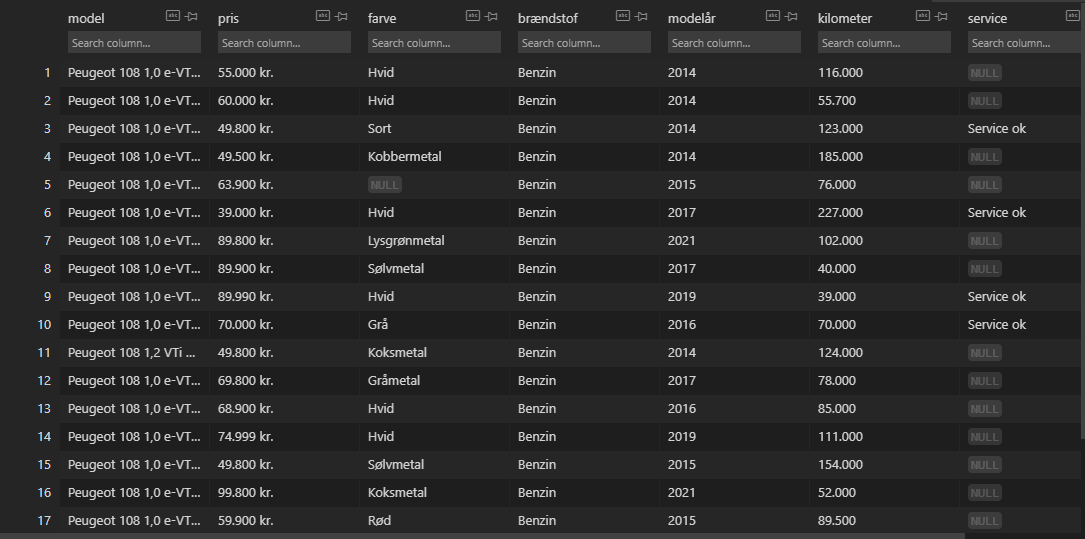 model pris farve brændstof modelår kilometer service
Search column... Search column... Search column... Search column... Search column... Search column... Search column...
1 Peugeot 108 1,0 e-VT... 55.000 kr. Hvid Benzin 2014 116.000 NULL
2 Peugeot 108 1,0 e-VT... 60.000 kr. Hvid Benzin 2014 55.700 NULL
3 Peugeot 108 1,0 e-VT... 49.800 kr. Sort Benzin 2014 123.000 Service ok
4 Peugeot 108 1,0 e-VT... 49.500 kr. Kobbermetal Benzin 2014 185.000 NULL
5 Peugeot 108 1,0 e-VT... 63.900 kr. NULL Benzin 2015 76.000 NULL
6 Peugeot 108 1,0 e-VT... 39.000 kr. Hvid Benzin 2017 227.000 Service ok
7 Peugeot 108 1,0 e-VT... 89.800 kr. Lysgrønmetal Benzin 2021 102.000 NULL
8 Peugeot 108 1,0 e-VT... 89.900 kr. Sølvmetal Benzin 2017 40.000 NULL
9 Peugeot 108 1,0 e-VT... 89.990 kr. Hvid Benzin 2019 39.000 Service ok
10 Peugeot 108 1,0 e-VT... 70.000 kr. Grå Benzin 2016 70.000 Service ok
11 Peugeot 108 1,2 VTi ... 49.800 kr. Koksmetal Benzin 2014 124.000 NULL
12 Peugeot 108 1,0 e-VT... 69.800 kr. Gråmetal Benzin 2017 78.000 NULL
13 Peugeot 108 1,0 e-VT... 68.900 kr. Hvid Benzin 2016 85.000 NULL
14 Peugeot 108 1,0 e-VT... 74.999 kr. Hvid Benzin 2019 111.000 NULL
15 Peugeot 108 1,0 e-VT... 49.800 kr. Sølvmetal Benzin 2015 154.000 NULL
16 Peugeot 108 1,0 e-VT... 99.800 kr. Koksmetal Benzin 2021 52.000 NULL
17 Peugeot 108 1,0 e-VT... 59.900 kr. Rød Benzin 2015 89.500 NULL